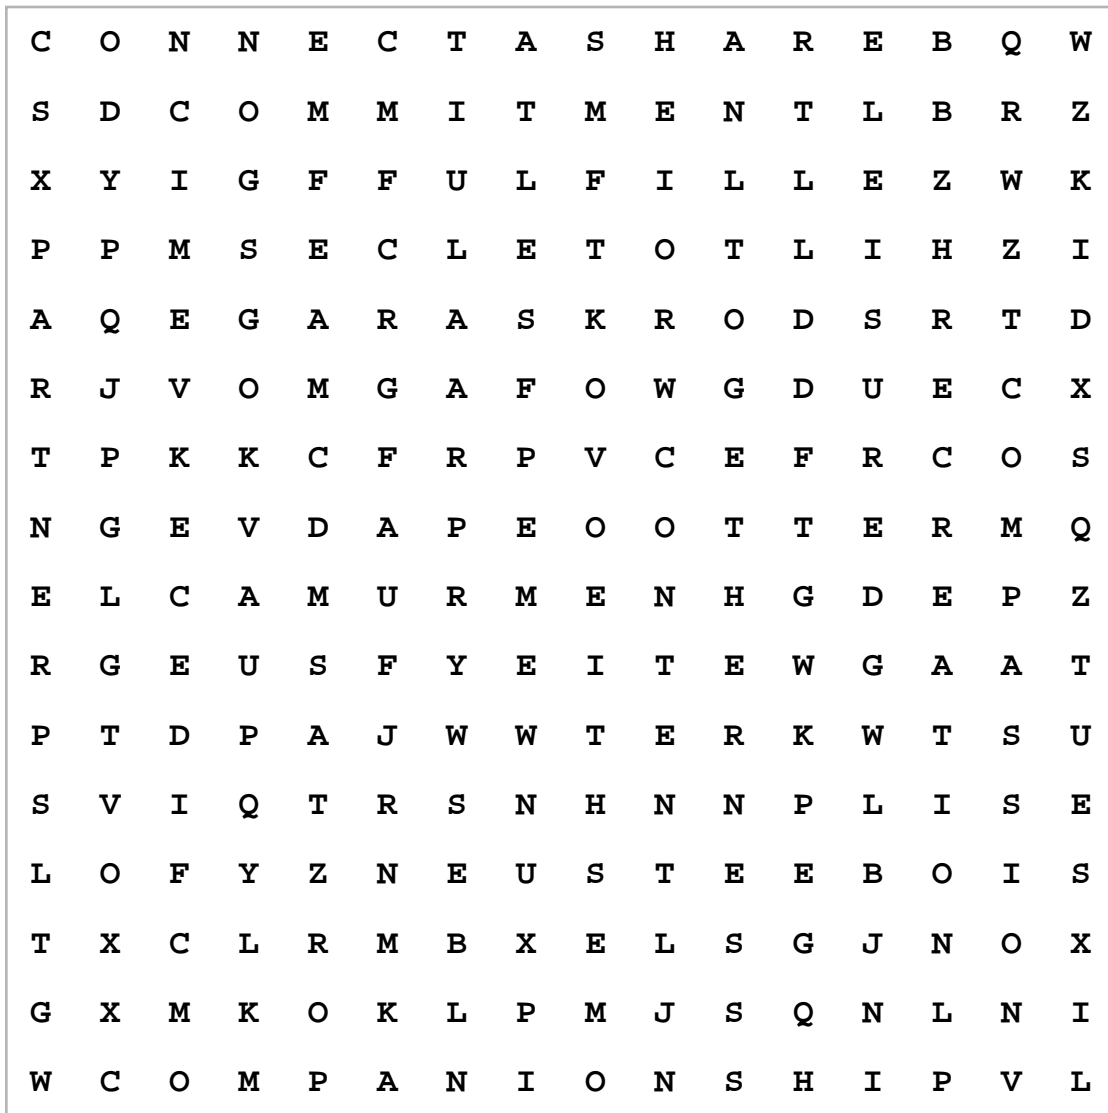 C O N N E C T A S H A R E B Q W
S D C O M M I T M E N T L B R Z
X Y I G F F U L F I L L E Z W K
P P M S E C L E T O T L I H Z I
A Q E G A R A S K R O D S R T D
R J V O M G A F O W G D U E C X
T P K K C F R P V C E F R C O S
N G E V D A P E O O T T E R M Q
E L C A M U R M E N H G D E P Z
R G E U S F Y E I T E W G A A T
P T D P A J W W T E R K W T S U
S V I Q T R S N H N N P L I S E
L O F Y Z N E U S T E E B O I S
T X C L R M B X E L S G J N O X
G X M K O K L P M J S Q N L N I
W C O M P A N I O N S H I P V L